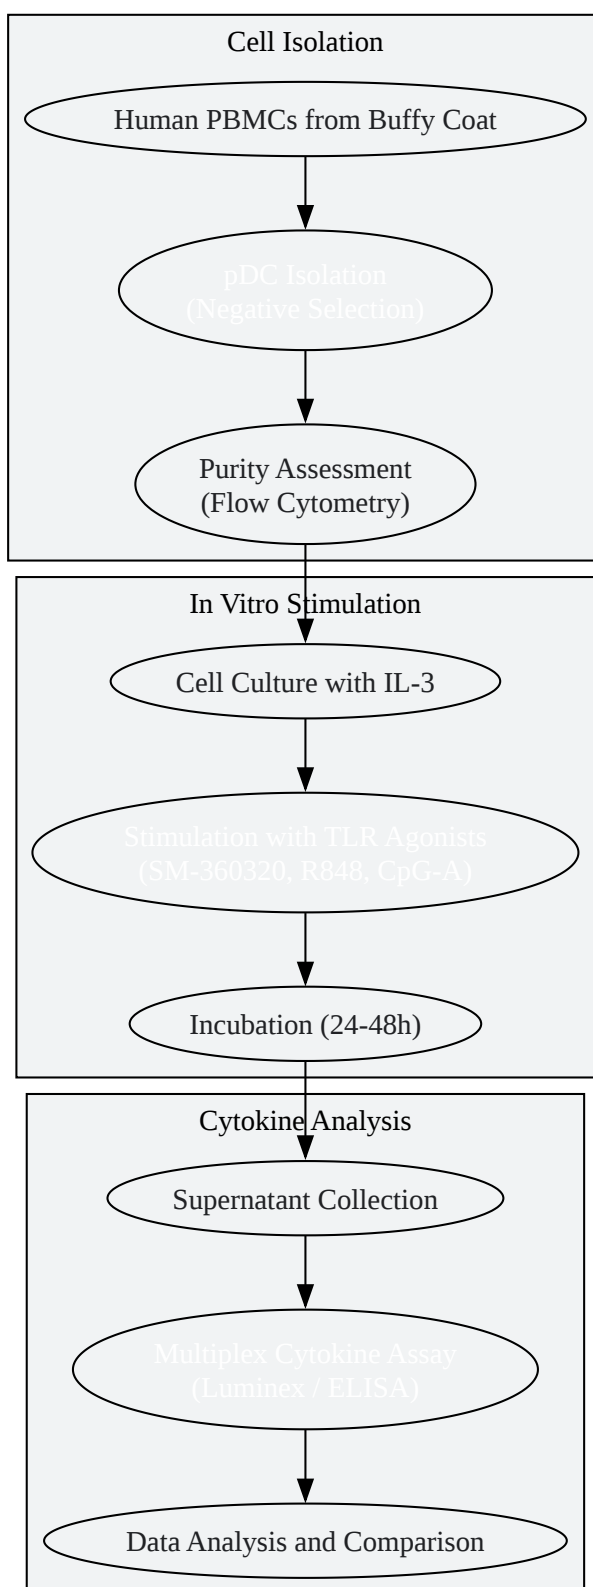 Cell Isolation
Human PBMCs from Buffy Coat
pDC Isolation
(Negative Selection)
Purity Assessment
(Flow Cytometry)
In Vitro Stimulation
Cell Culture with IL-3
Stimulation with TLR Agonists
(SM-360320, R848, CpG-A)
Incubation (24-48h)
Cytokine Analysis
Supernatant Collection
Multiplex Cytokine Assay
(Luminex / ELISA)
Data Analysis and Comparison